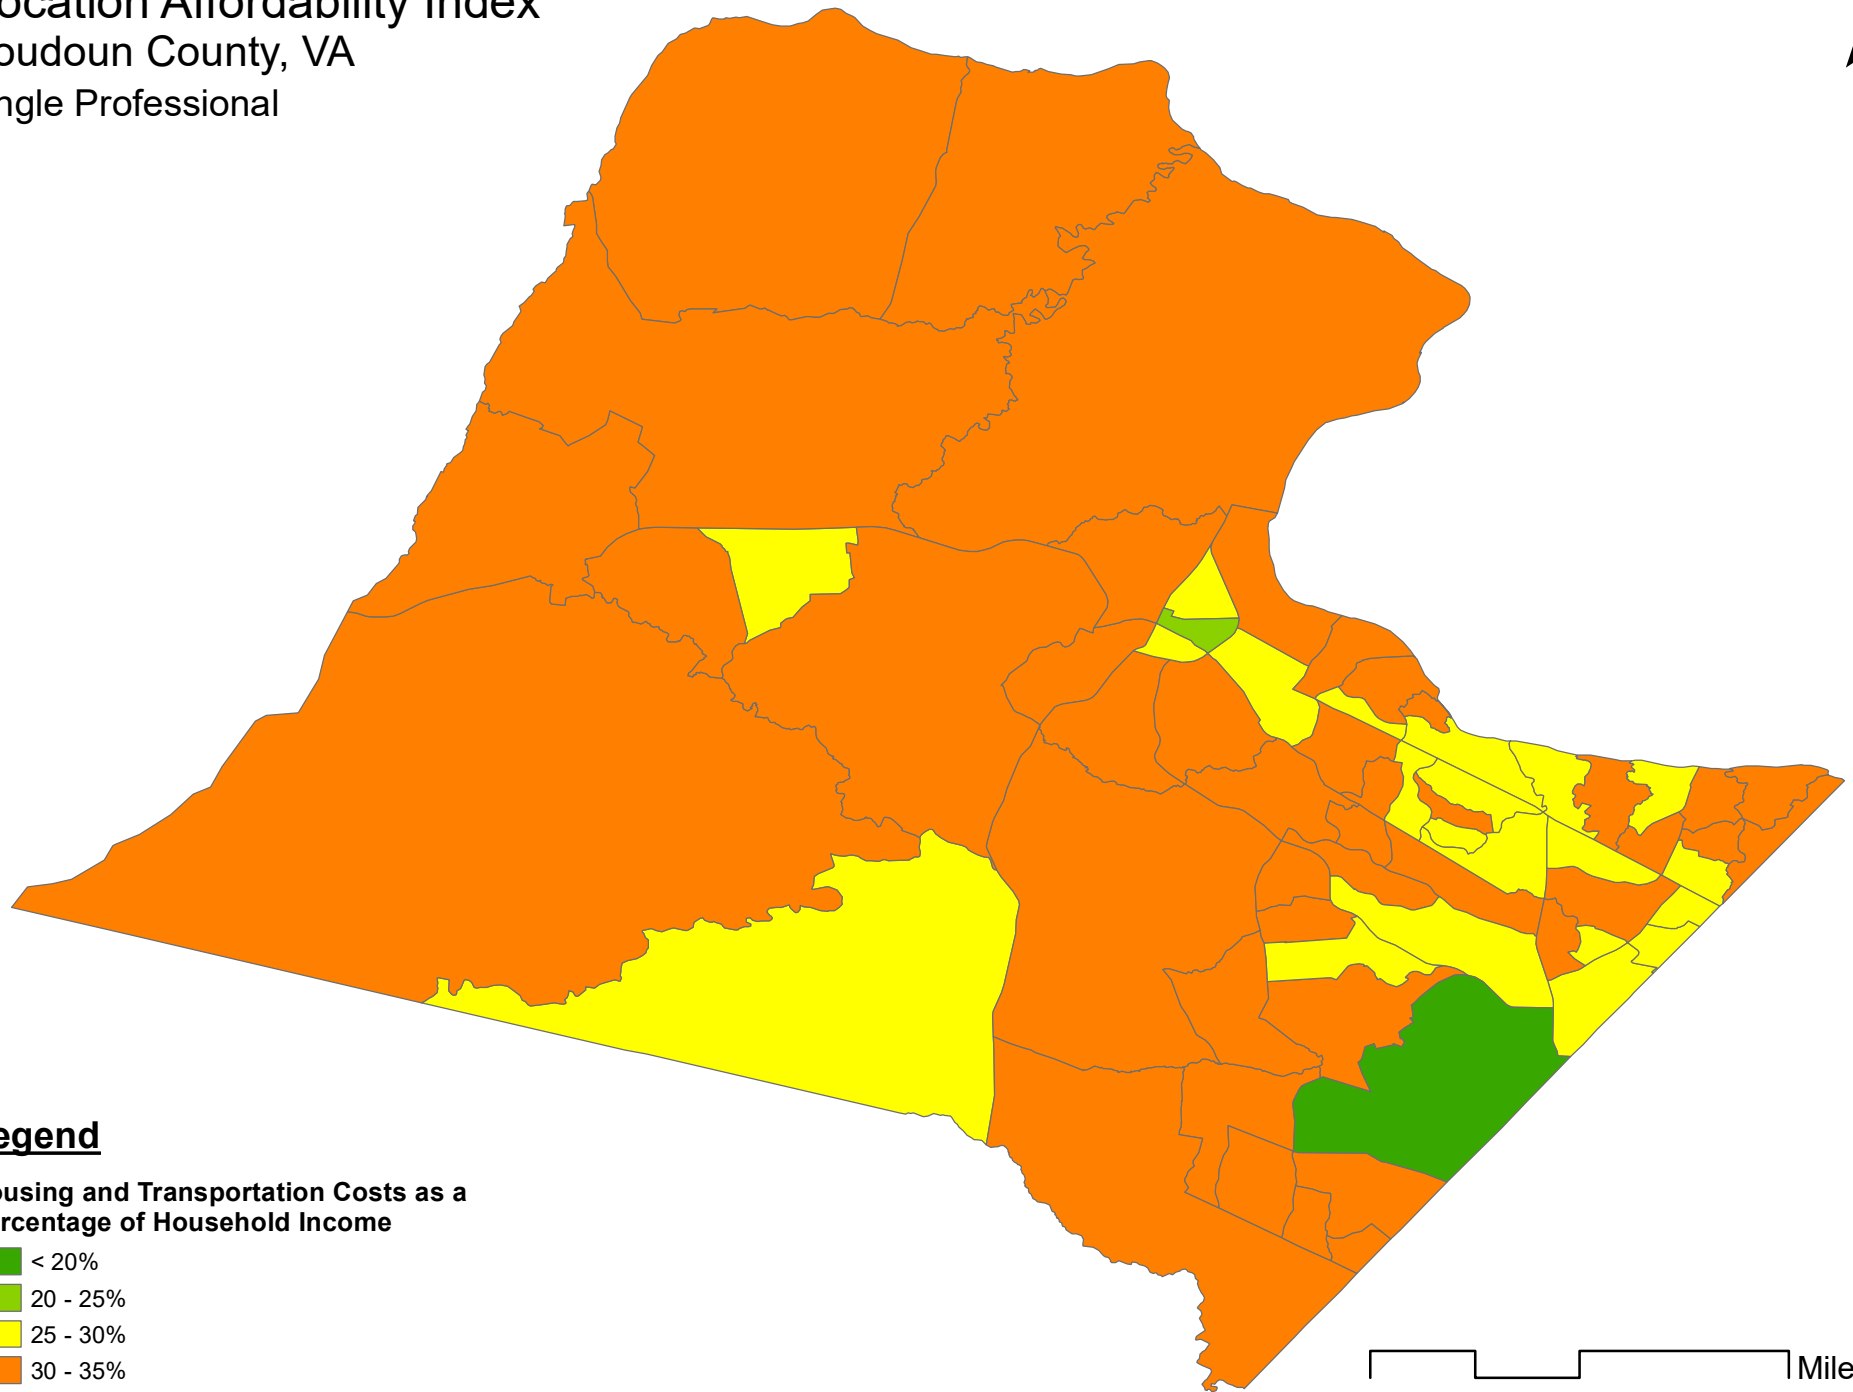 ocation Affordability Index
oudoun County, VA
ngle Professional
egend
ousing and Transportation Costs as a
rcentage of Household Income
< 20%
20 - 25%
25 - 30%
30 - 35%
Mile